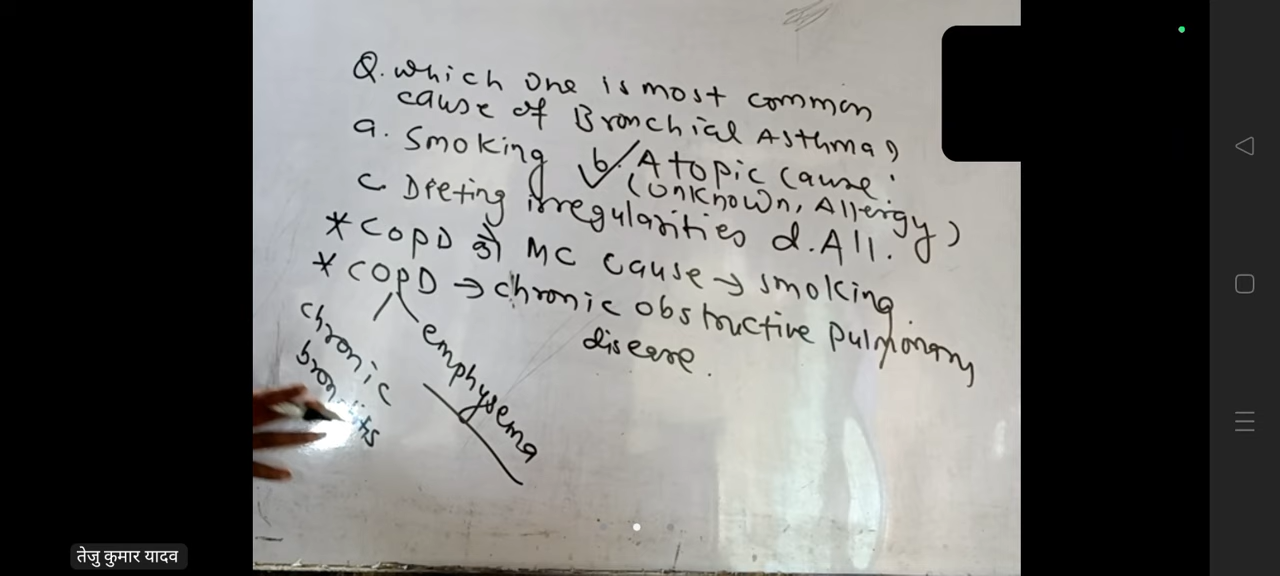 Q. which one is most common
cause of Bronchial Asthma?
a. Smoking b. Atopic cause.
(unknown, Allergy)
c. Dieting irregularities d. All.
* COPD को MC cause → smoking
* COPD → chronic obstructive pulmonary
disease.
chronic
emphysema
तेजु कुमार यादव